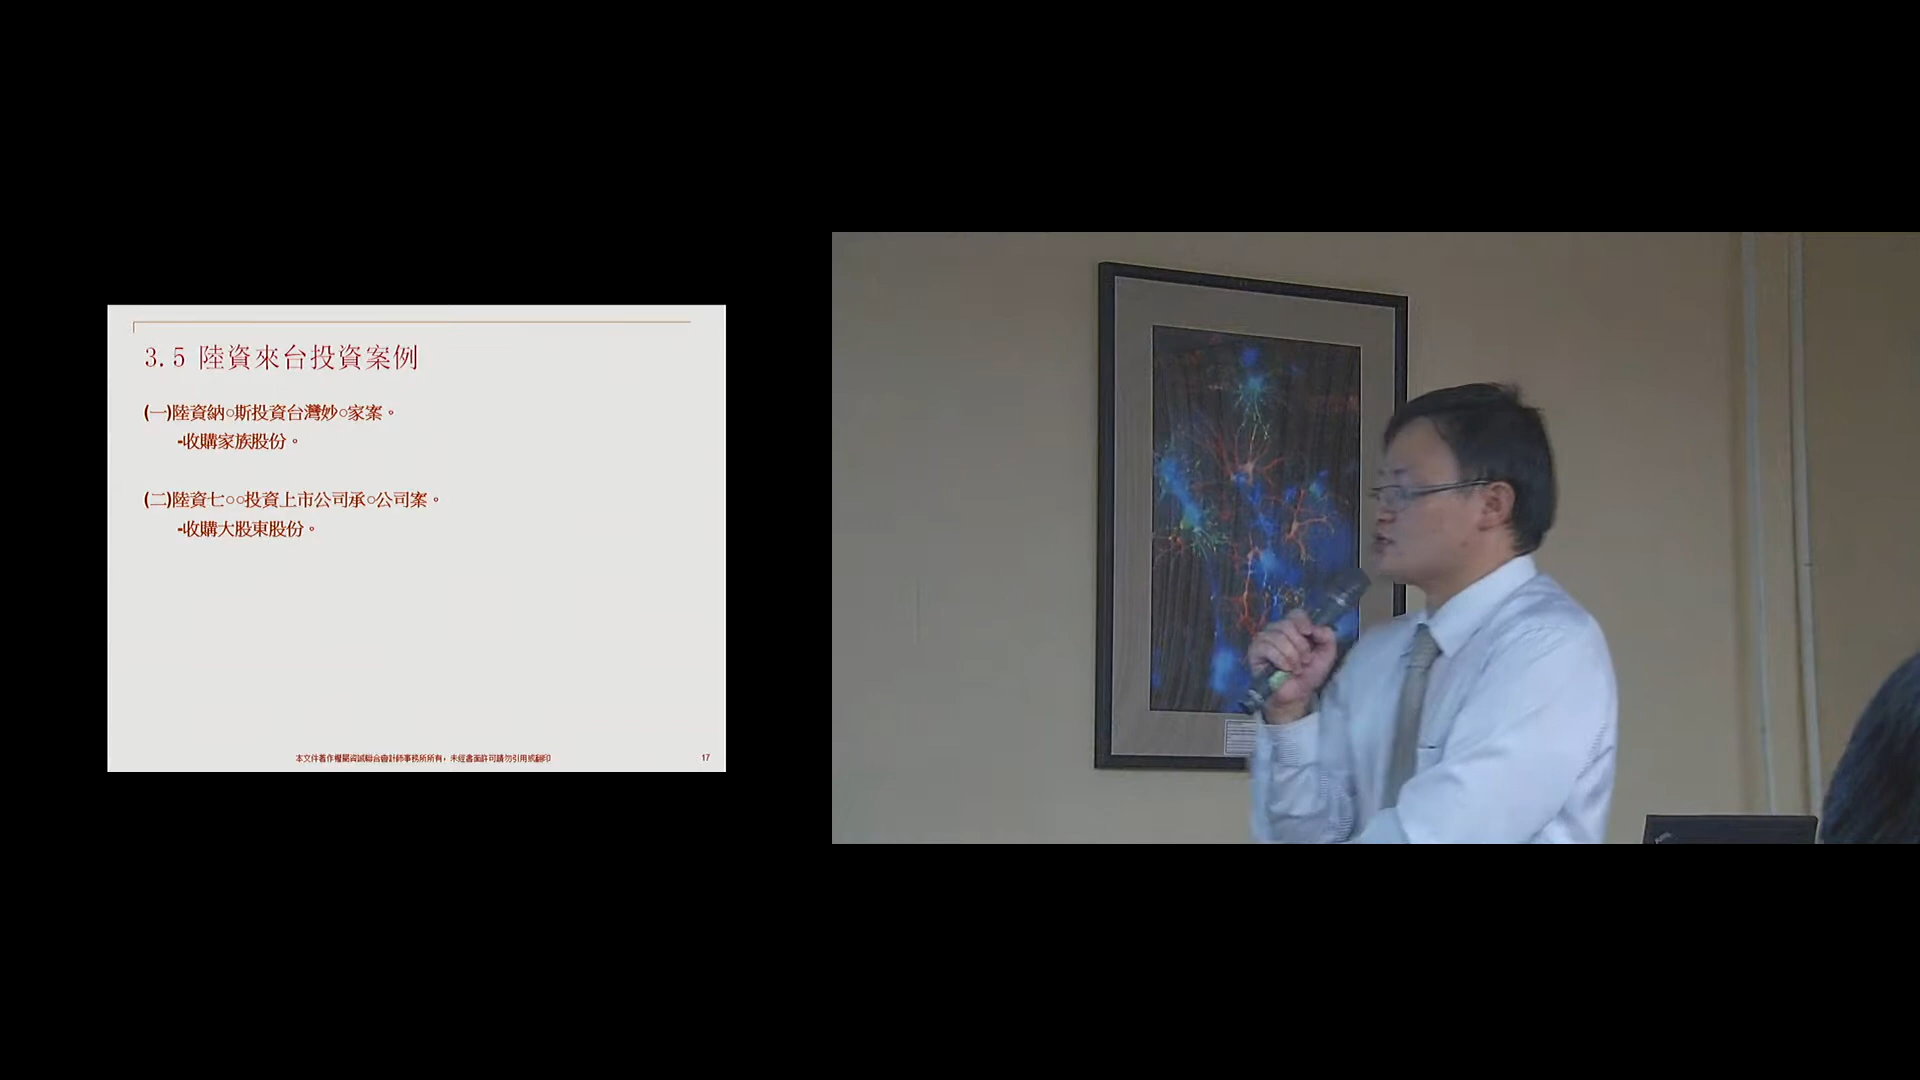 3.5 陸資來台投資案例
(一)陸資納○斯投資台灣妙○家案。
-收購家族股份。
(二)陸資七○○投資上市公司承○公司案。
-收購大股東股份。
本文件著作權屬資誠聯合會計師事務所所有，未經書面許可請勿引用或翻印
17